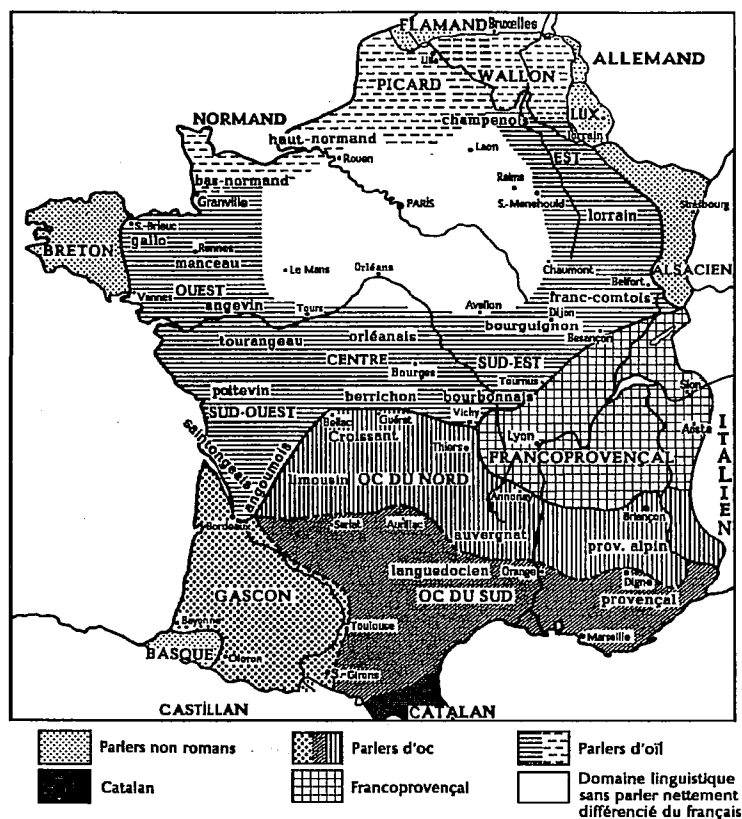 FLAMAND
Bruxelles
ALLEMAND
Lille
WALLON
PICARD
LUX.
NORMAND
champenois
lorrain
haut-normand
Laon
EST
Rouen
Reims
bas-normand
PARIS
S.-Menehould
Granville
lorrain
Strasbourg
S.-Brieuc
gallo
BRETON
Rennes
manceau
Le Mans
Orléans
Chaumont
ALSACIEN
Belfort
OUEST
Vannes
angevin
Tours
Avallon
franc-comtois
Dijon
bourguignon
Besançon
tourangeau
orléanais
CENTRE
SUD-EST
Bourges
Tournus
Sion
poitevin
berrichon
bourbonnais
SUD-OUEST
Vichy
Bellac
Guéret
Croissant
saintongeais
angoumois
Lyon
Aosta
ITALIEN
Thiers
FRANCOPROVENÇAL
limousin
OC DU NORD
Annonay
Briançon
Bordeaux
Sarlat
Aurillac
auvergnat
prov. alpin
languedocien
Orange
Digne
GASCON
OC DU SUD
provençal
Bayonne
Toulouse
Marseille
BASQUE
Oloron
S.-Girons
CASTILLAN
CATALAN
Parlers non romans
Parlers d'oc
Parlers d'oïl
Catalan
Francoprovençal
Domaine linguistique
sans parler nettement
différencié du français